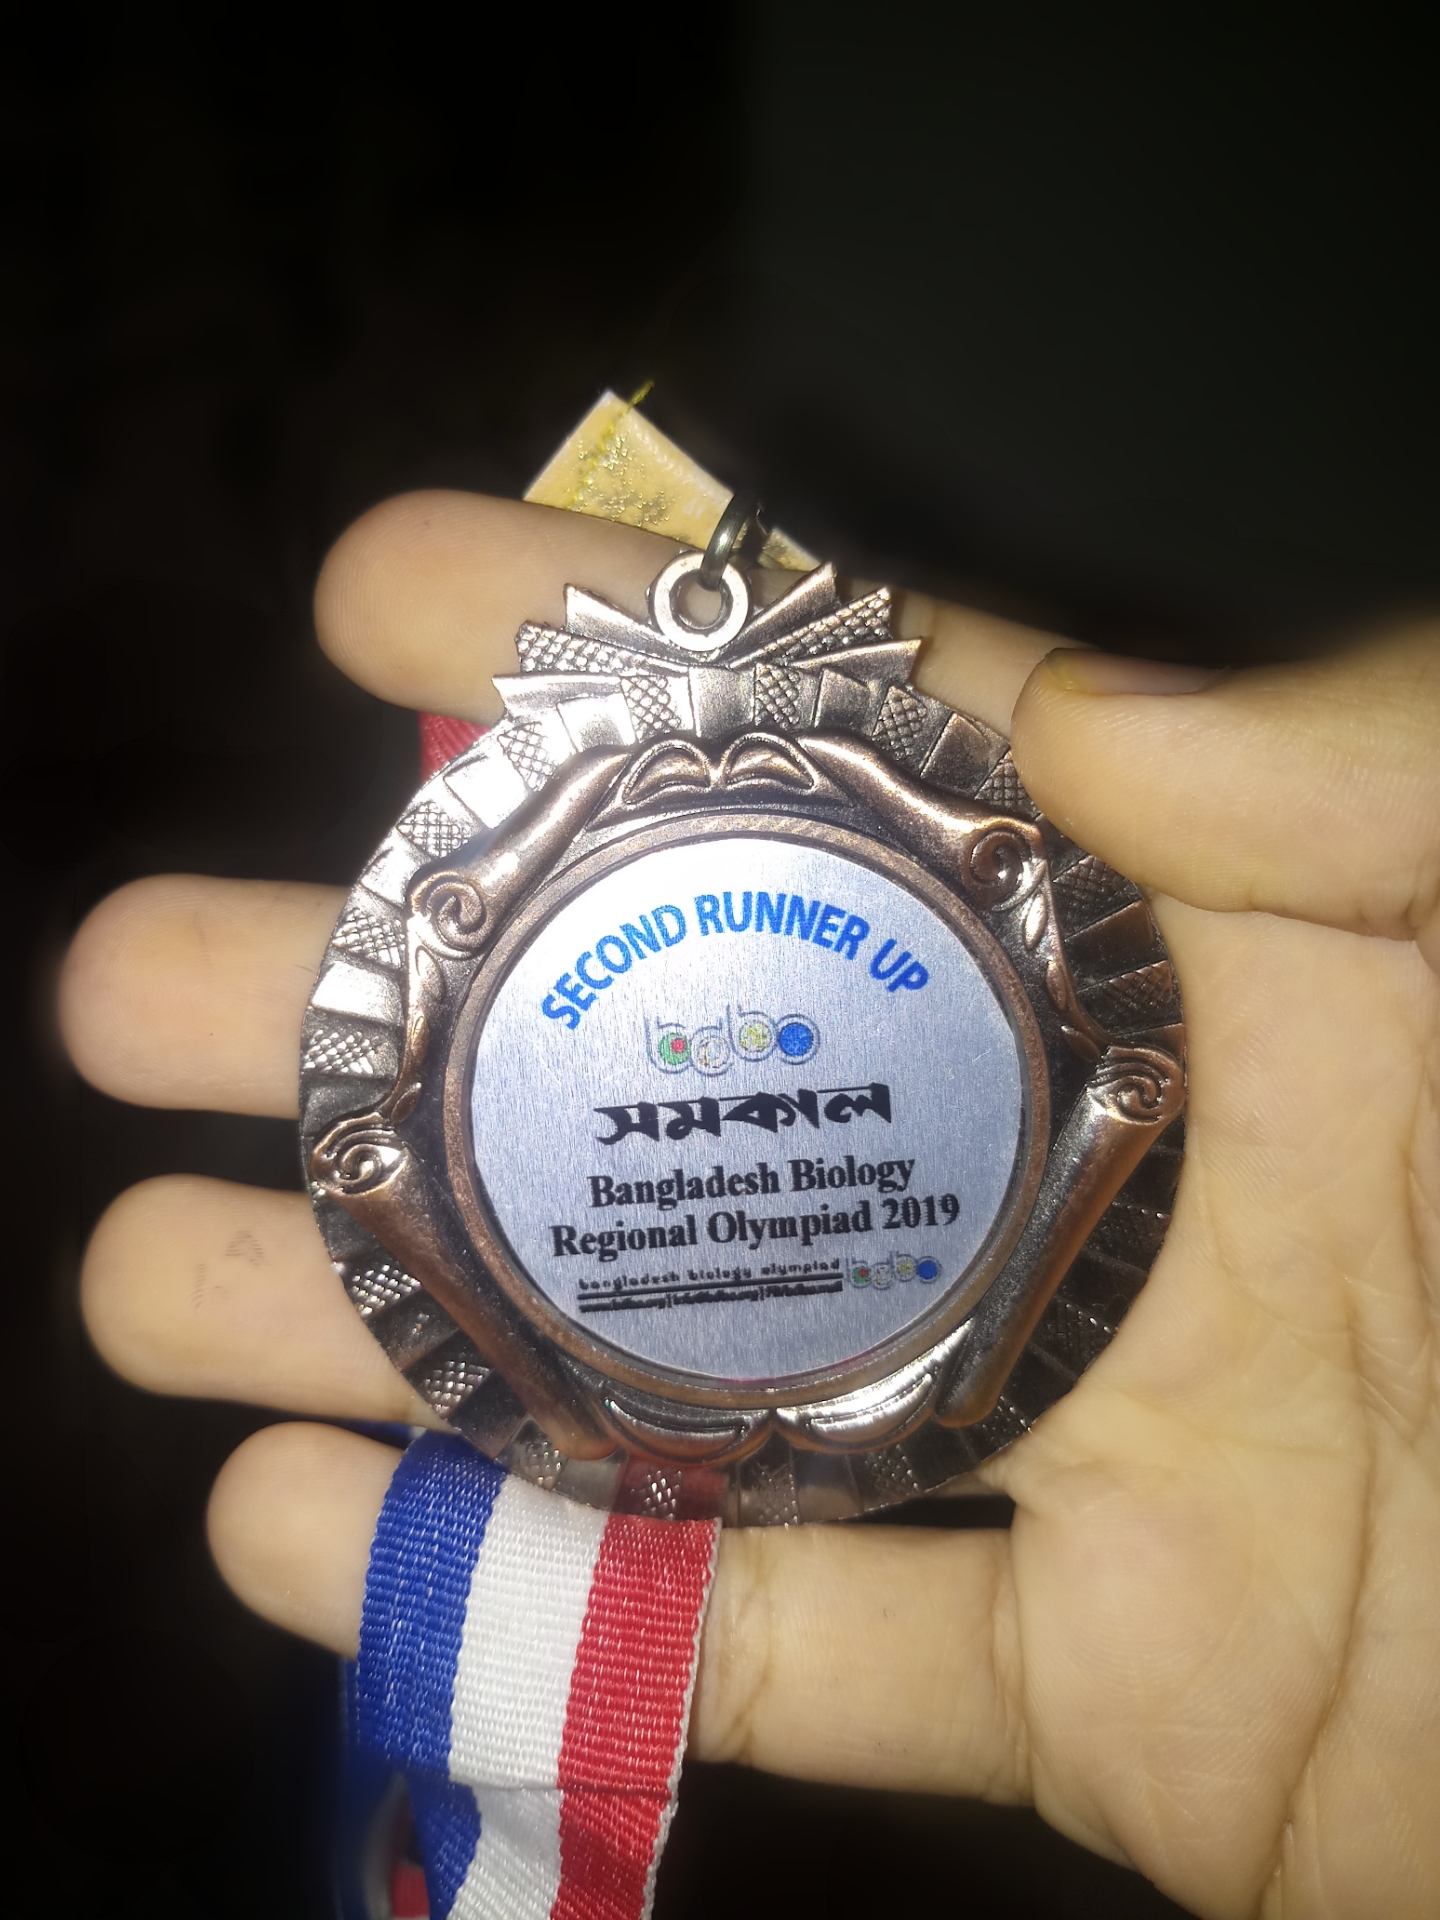 SECOND RUNNER UP
bdbo
সমকাল
Bangladesh Biology
Regional Olympiad 2019
bangladesh biology olympiad bdbo